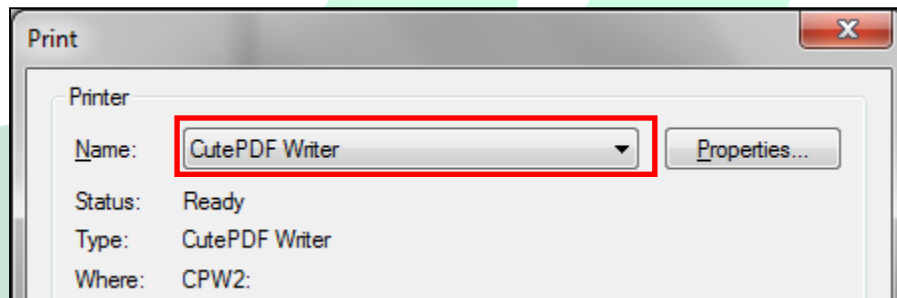 Print
Printer
Name: CutePDF Writer Properties...
Status: Ready
Type: CutePDF Writer
Where: CPW2: